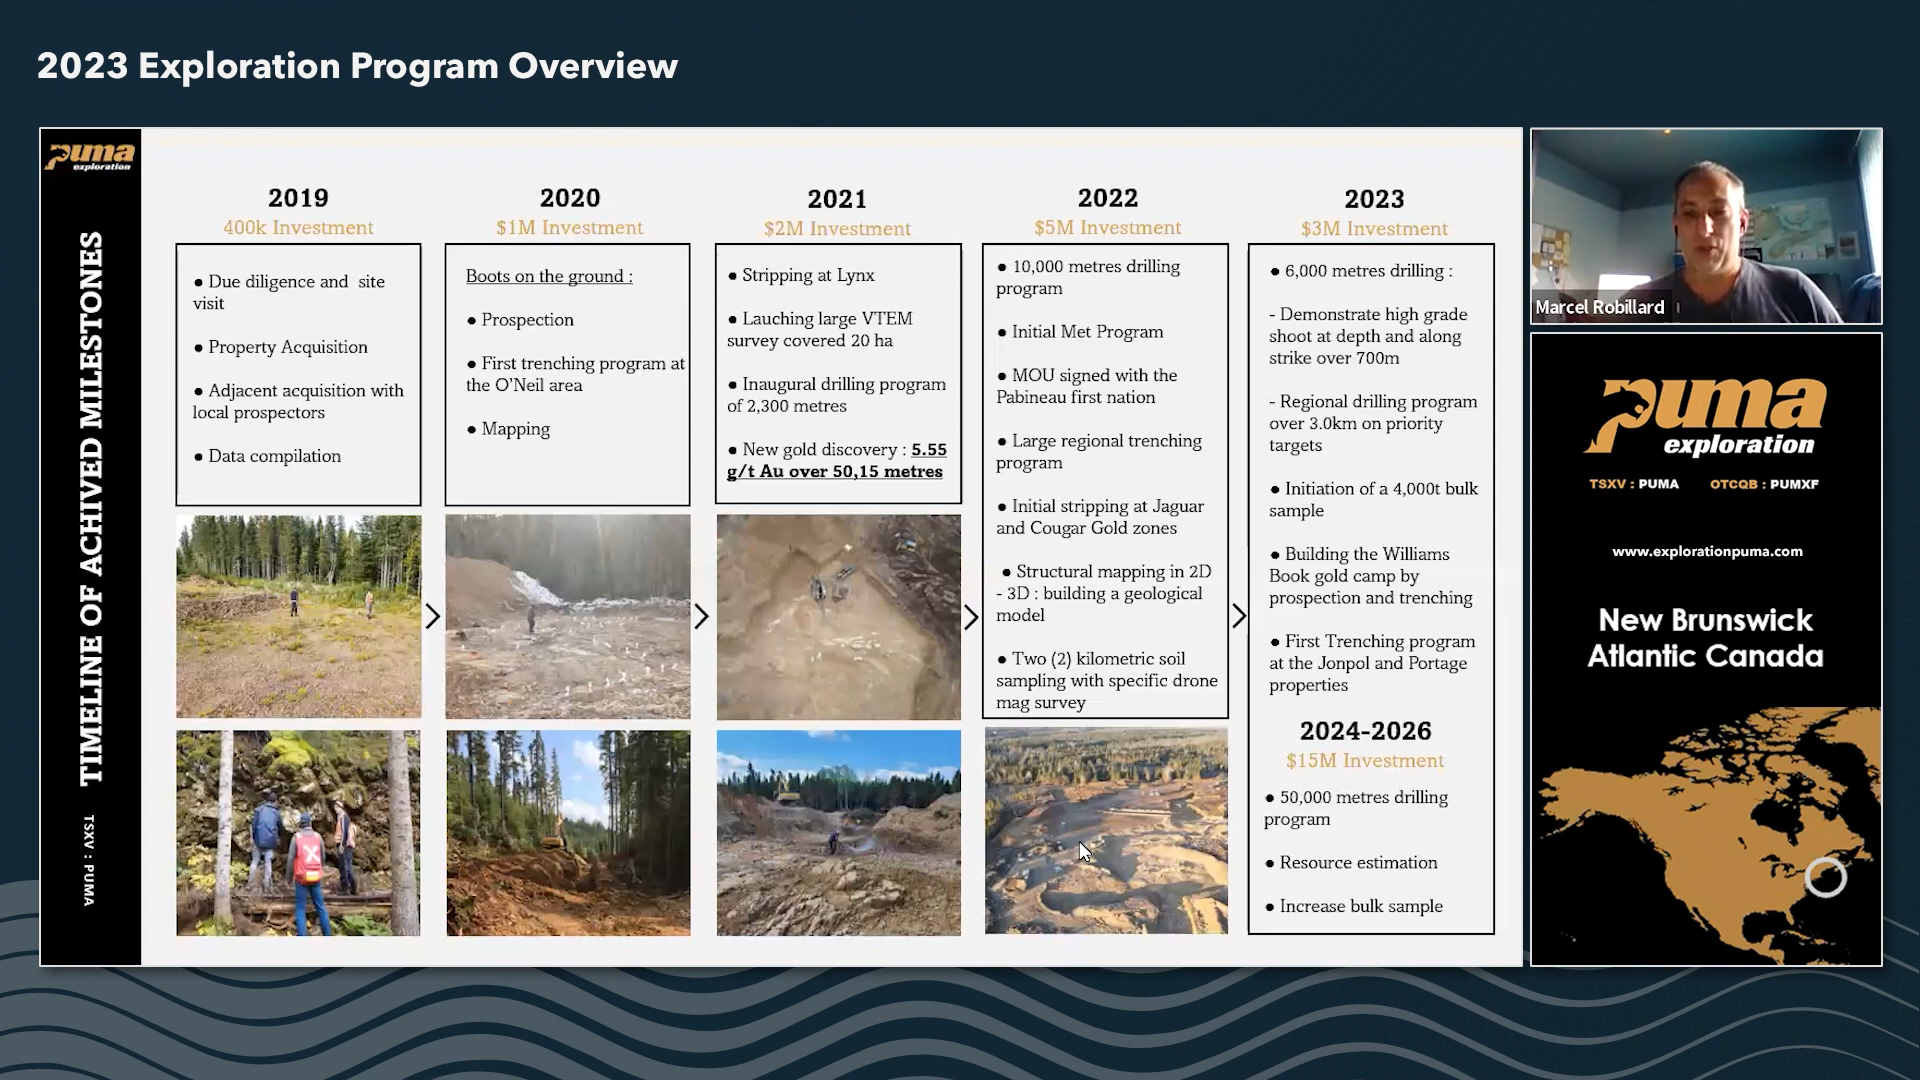 2023 Exploration Program Overview
puma
exploration
TIMELINE OF ACHIVED MILESTONES
TSXV : PUMA
2019
400k Investment
● Due diligence and site
visit
● Property Acquisition
● Adjacent acquisition with
local prospectors
● Data compilation
2020
$1M Investment
Boots on the ground :
● Prospection
● First trenching program at
the O'Neil area
● Mapping
2021
$2M Investment
● Stripping at Lynx
● Lauching large VTEM
survey covered 20 ha
● Inaugural drilling program
of 2,300 metres
● New gold discovery : 5.55
g/t Au over 50,15 metres
2022
$5M Investment
● 10,000 metres drilling
program
● Initial Met Program
● MOU signed with the
Pabineau first nation
● Large regional trenching
program
● Initial stripping at Jaguar
and Cougar Gold zones
● Structural mapping in 2D
- 3D : building a geological
model
● Two (2) kilometric soil
sampling with specific drone
mag survey
2023
$3M Investment
● 6,000 metres drilling :
- Demonstrate high grade
shoot at depth and along
strike over 700m
- Regional drilling program
over 3.0km on priority
targets
● Initiation of a 4,000t bulk
sample
● Building the Williams
Book gold camp by
prospection and trenching
● First Trenching program
at the Jonpol and Portage
properties
2024-2026
$15M Investment
● 50,000 metres drilling
program
● Resource estimation
● Increase bulk sample
Marcel Robillard
puma
exploration
TSXV : PUMA OTCQB : PUMXF
www.explorationpuma.com
New Brunswick
Atlantic Canada